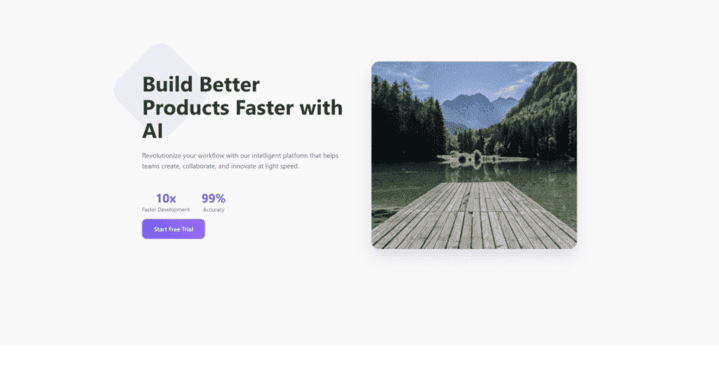 Build Better
Products Faster with
AI
Revolutionize your workflow with our intelligent platform that helps
teams create, collaborate, and innovate at light speed.
10x 99%
Faster Development Accuracy
Start Free Trial